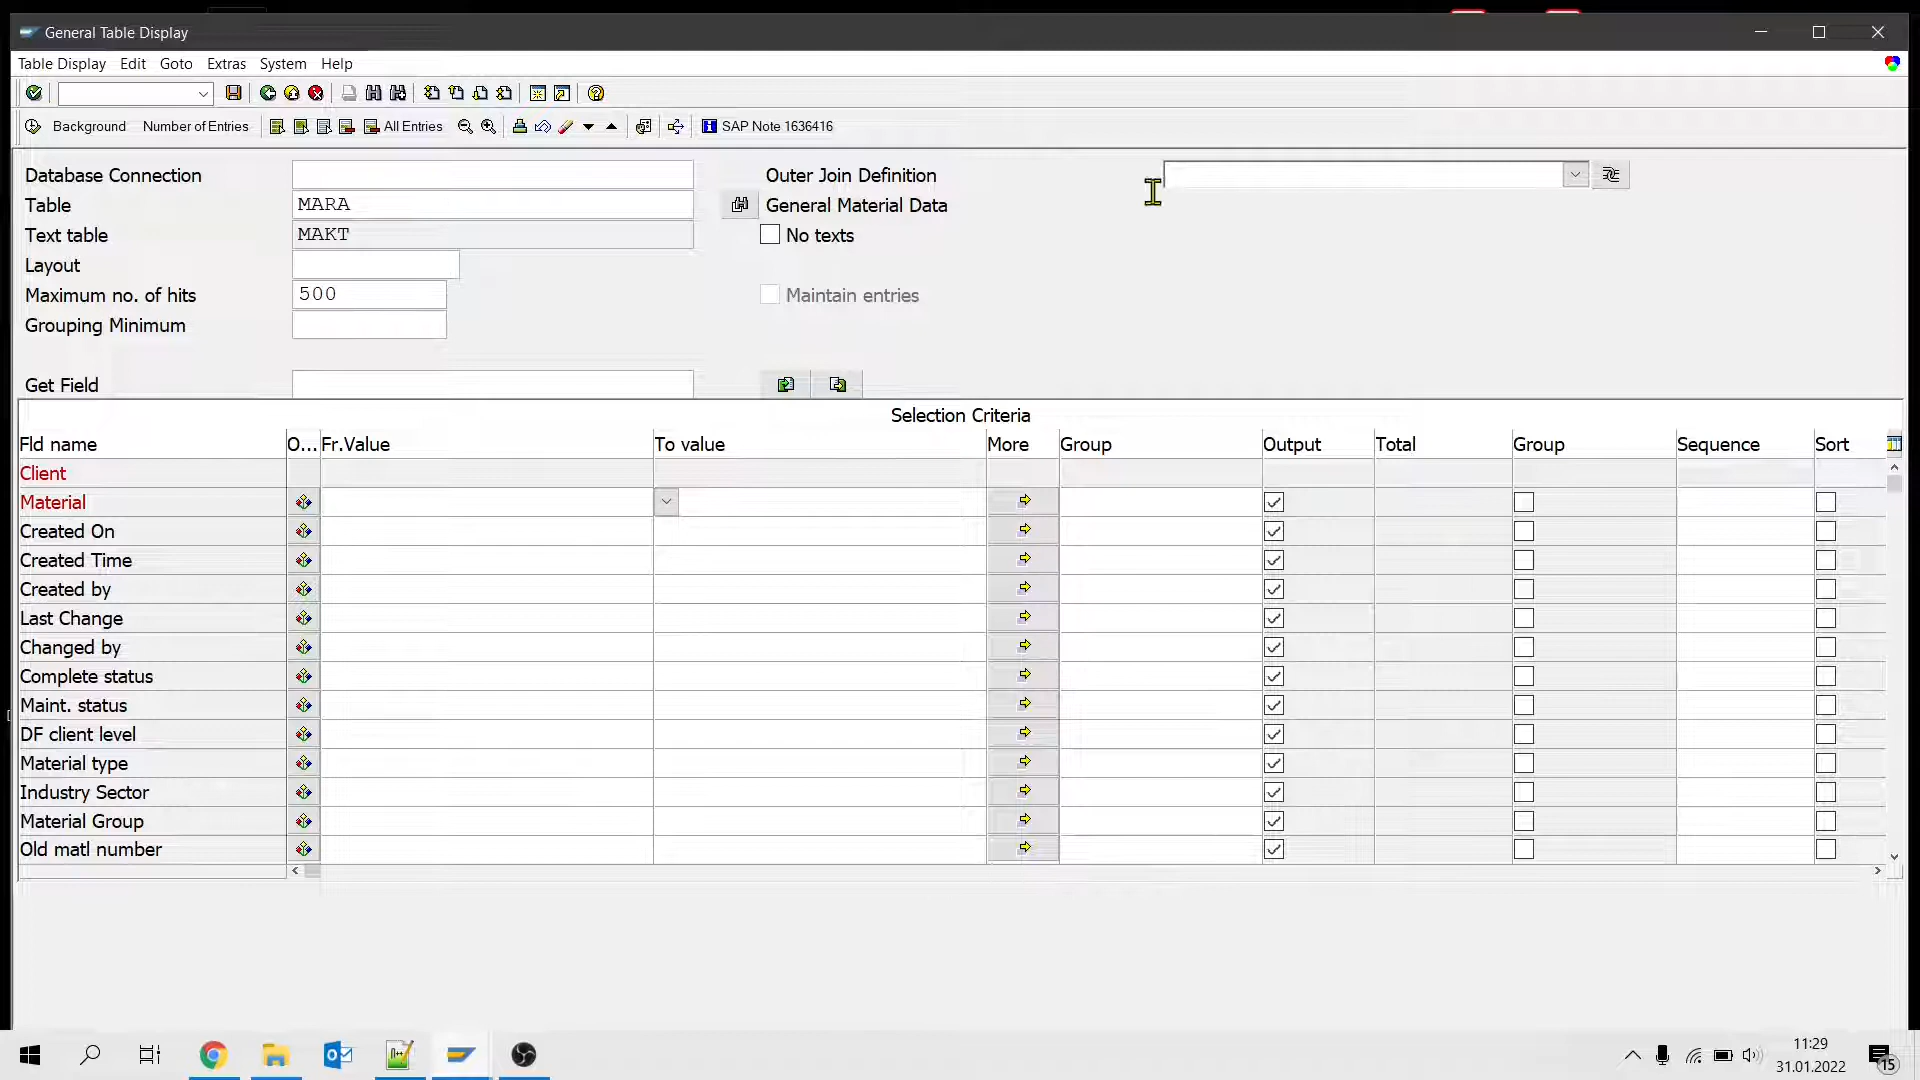 General Table Display
Table Display Edit Goto Extras System Help
Background Number of Entries All Entries SAP Note 1636416
Database Connection Outer Join Definition
Table MARA General Material Data
Text table MAKT No texts
Layout
Maximum no. of hits 500 Maintain entries
Grouping Minimum
Get Field
Selection Criteria
Fld name O... Fr.Value To value More Group Output Total Group Sequence Sort
Client
Material
Created On
Created Time
Created by
Last Change
Changed by
Complete status
Maint. status
DF client level
Material type
Industry Sector
Material Group
Old matl number
11:29
31.01.2022
15